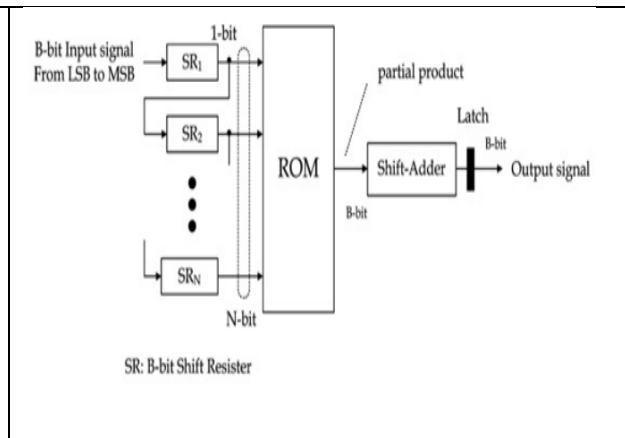 1-bit
B-bit Input signal
From LSB to MSB
SR₁
partial product
SR₂
Latch
B-bit
ROM
Shift-Adder
Output signal
B-bit
SRN
N-bit
SR: B-bit Shift Resister